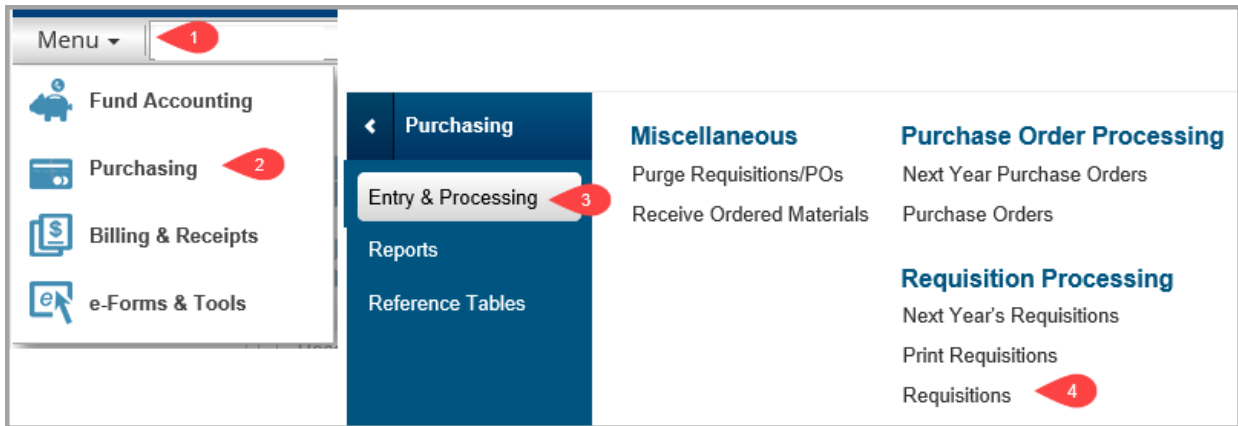 Menu
1
Fund Accounting
Purchasing
2
Billing & Receipts
e-Forms & Tools
Purchasing
Entry & Processing
3
Reports
Reference Tables
Miscellaneous
Purge Requisitions/POs
Receive Ordered Materials
Purchase Order Processing
Next Year Purchase Orders
Purchase Orders
Requisition Processing
Next Year's Requisitions
Print Requisitions
Requisitions
4